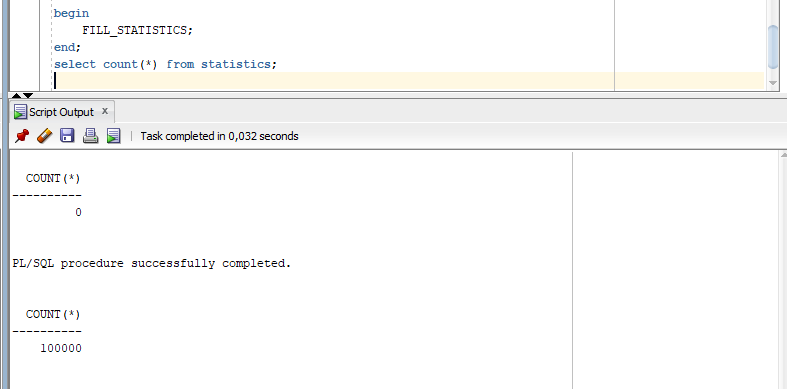 begin
FILL_STATISTICS;
end;
select count(*) from statistics;
Script Output x
Task completed in 0,032 seconds
COUNT(*)
----------
0
PL/SQL procedure successfully completed.
COUNT(*)
----------
100000